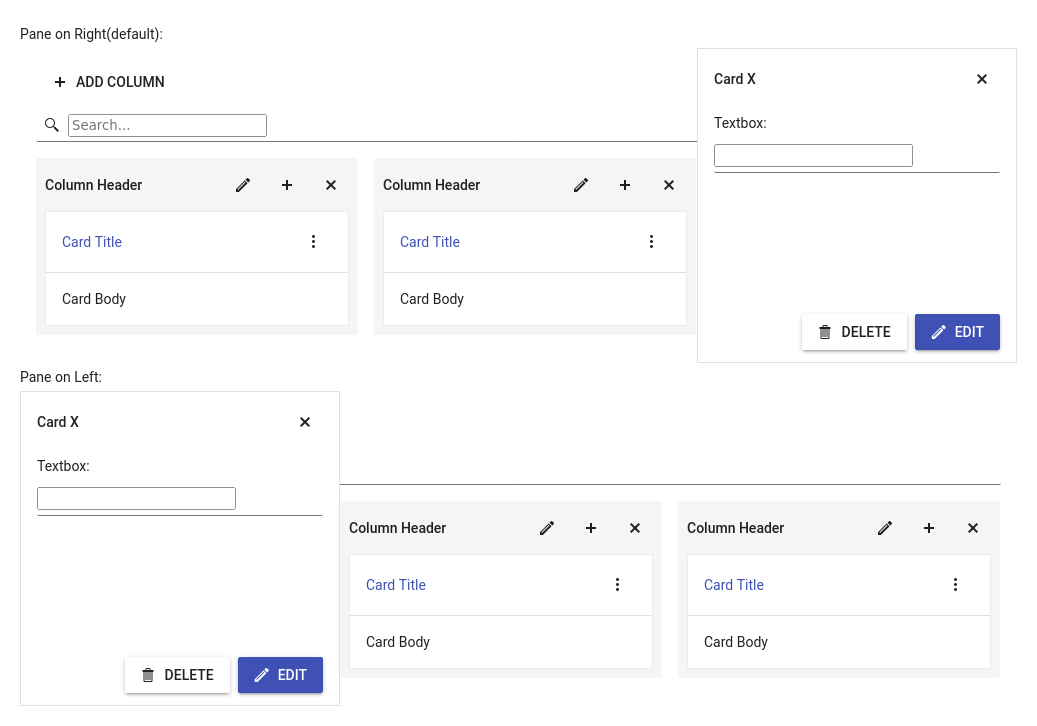 Pane on Right(default):
ADD COLUMN
Search...
Column Header
Card Title
Card Body
Column Header
Card Title
Card Body
Card X
Textbox:
DELETE
EDIT
Pane on Left:
Card X
Textbox:
DELETE
EDIT
Column Header
Card Title
Card Body
Column Header
Card Title
Card Body